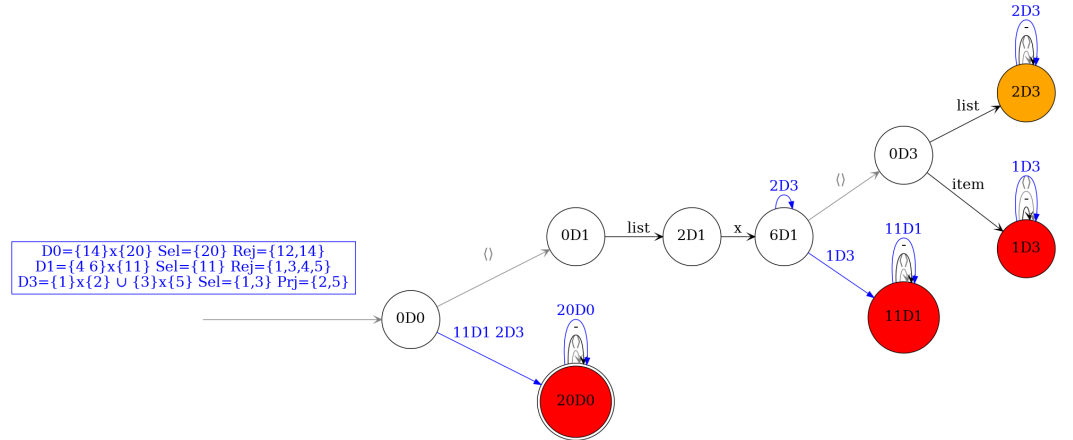 D0={14}x{20} Sel={20} Rej={12,14}
D1={4 6}x{11} Sel={11} Rej={1,3,4,5}
D3={1}x{2} ∪ {3}x{5} Sel={1,3} Prj={2,5}
0D0
⟨⟩
11D1 2D3
20D0
-
⟨⟩
20D0
0D1
list
2D1
x
2D3
6D1
⟨⟩
1D3
11D1
-
⟨⟩
11D1
0D3
list
item
2D3
-
⟨⟩
2D3
1D3
⟨⟩
-
1D3